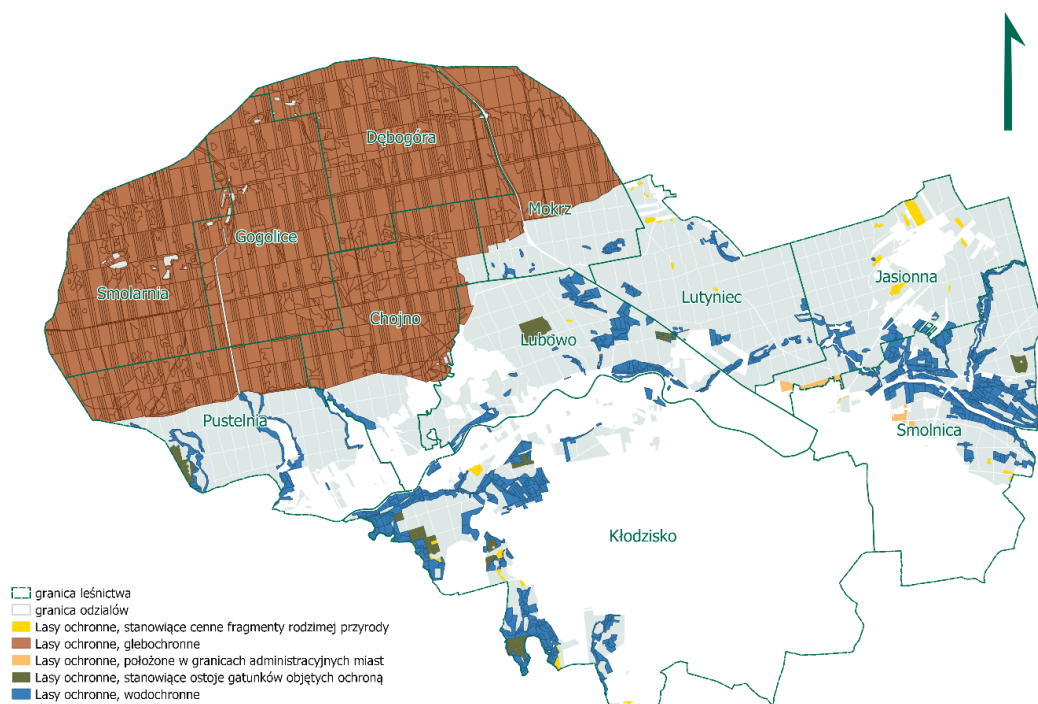 Dębogóra
Mokrz
Gogolice
Jasionna
Smolarnia
Lutyniec
Chojno
Lubowo
Pustelnia
Smolnica
Kłodzisko
granica leśnictwa
granica odziałów
Lasy ochronne, stanowiące cenne fragmenty rodzimej przyrody
Lasy ochronne, glebochronne
Lasy ochronne, położone w granicach administracyjnych miast
Lasy ochronne, stanowiące ostoje gatunków objętych ochroną
Lasy ochronne, wodochronne